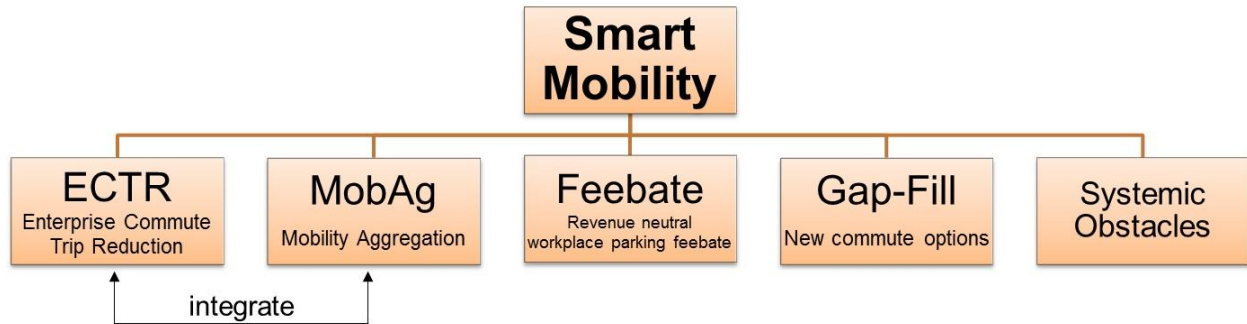 Smart
Mobility
ECTR
Enterprise Commute
Trip Reduction
MobAg
Mobility Aggregation
Feebate
Revenue neutral
workplace parking feebate
Gap-Fill
New commute options
Systemic
Obstacles
integrate